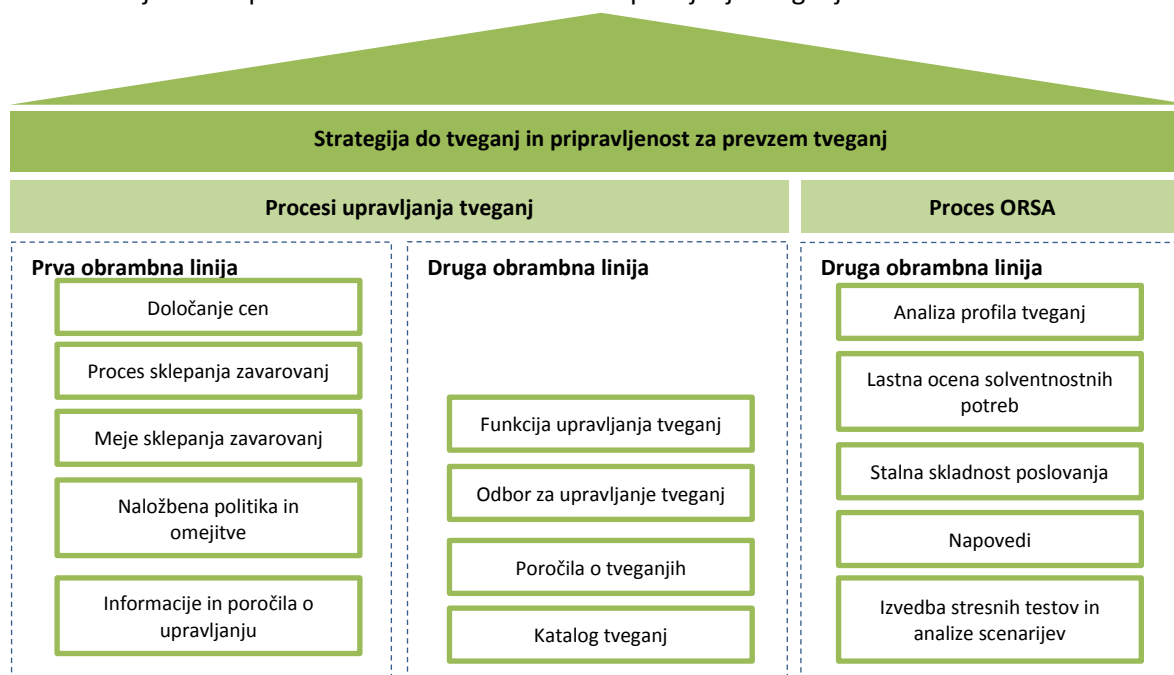 Strategija do tveganj in pripravljenost za prevzem tveganj
Procesi upravljanja tveganj
Proces ORSA
Prva obrambna linija
Določanje cen
Proces sklepanja zavarovanj
Meje sklepanja zavarovanj
Naložbena politika in
omejitve
Informacije in poročila o
upravljanju
Druga obrambna linija
Funkcija upravljanja tveganj
Odbor za upravljanje tveganj
Poročila o tveganjih
Katalog tveganj
Druga obrambna linija
Analiza profila tveganj
Lastna ocena solventnostnih
potreb
Stalna skladnost poslovanja
Napovedi
Izvedba stresnih testov in
analize scenarijev